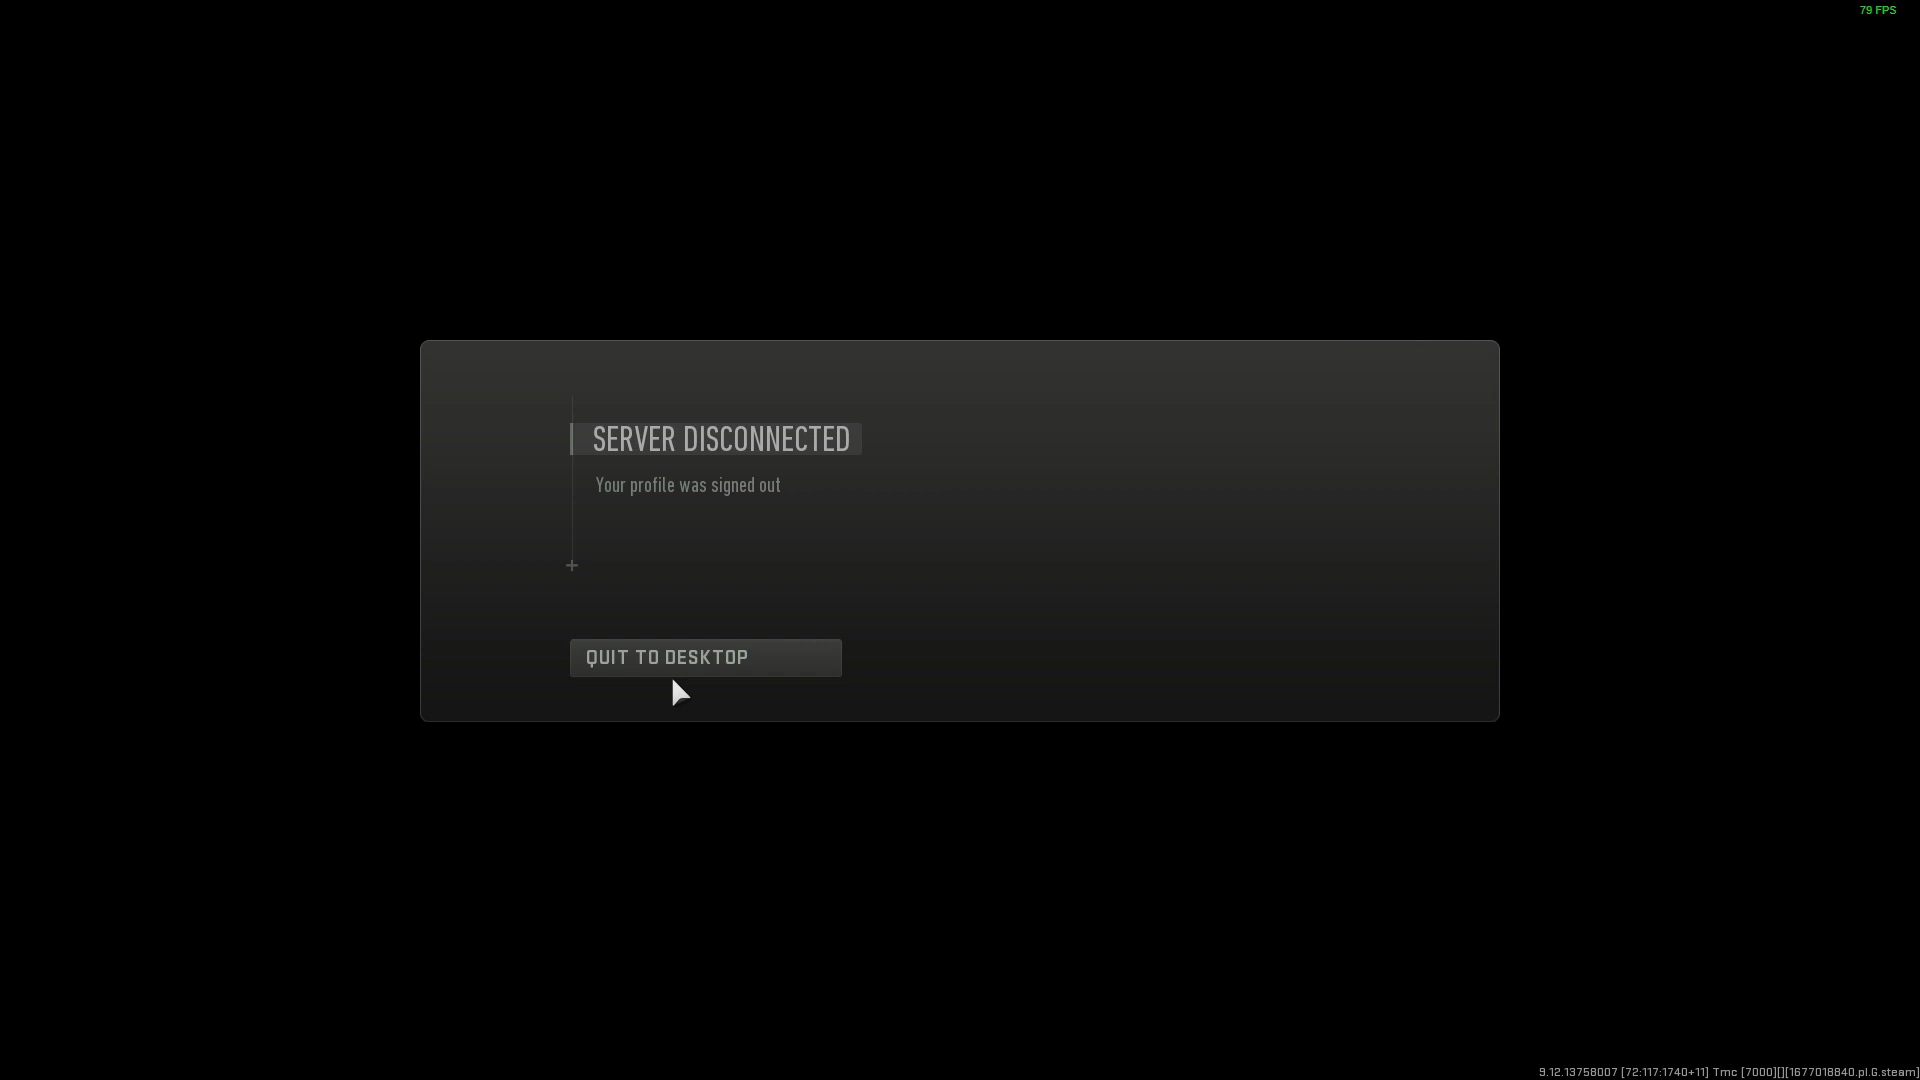 79 FPS
SERVER DISCONNECTED
Your profile was signed out
QUIT TO DESKTOP
9.12.13758007 [72:117:1740+11] Tmc [7000][][1677018840.pl.G.steam]